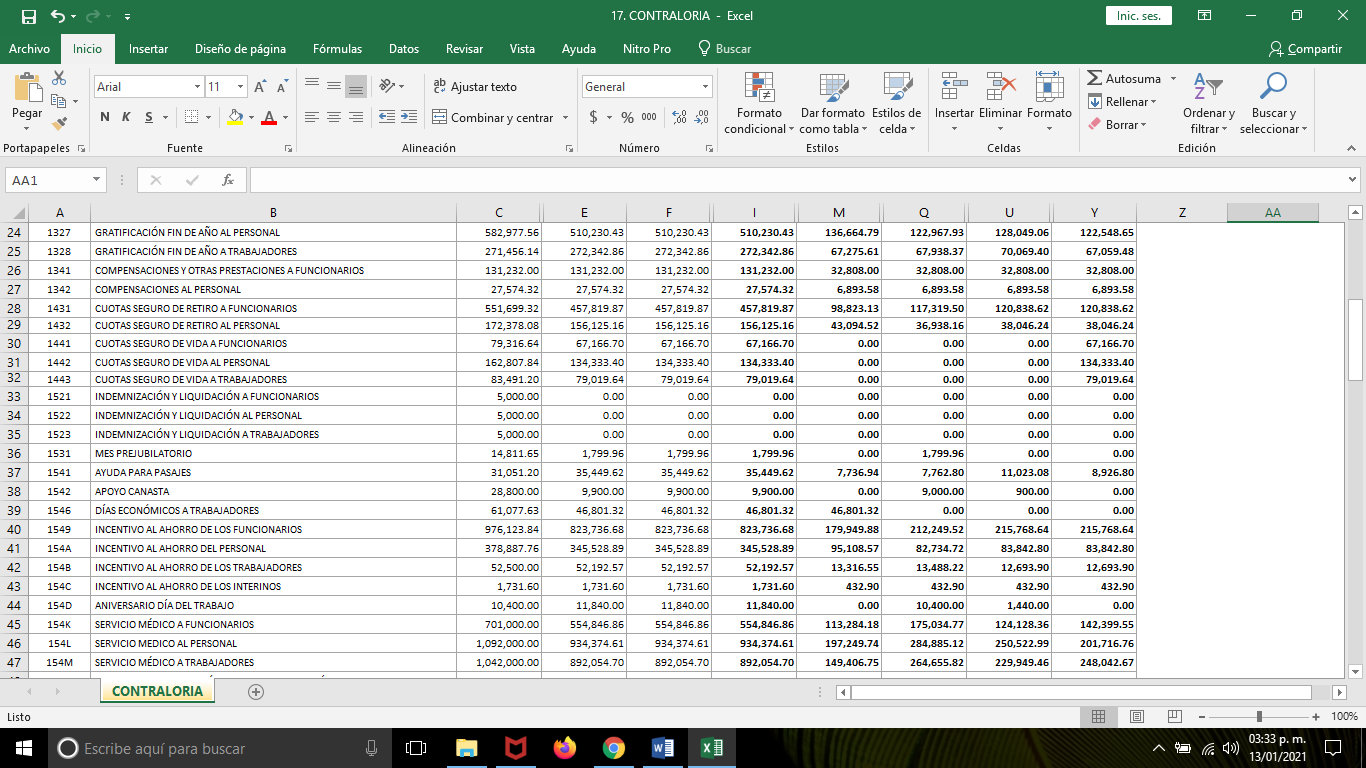 17. CONTRALORIA - Excel
Inic. ses.
Archivo Inicio Insertar Diseño de página Fórmulas Datos Revisar Vista Ayuda Nitro Pro Buscar Compartir
Pegar
Portapapeles
Arial 11
N K S
Fuente
Ajustar texto
Combinar y centrar
Alineación
General
$ % 000
Número
Formato condicional
Dar formato como tabla
Estilos de celda
Estilos
Insertar Eliminar Formato
Celdas
Autosuma
Rellenar
Borrar
Ordenar y filtrar
Buscar y seleccionar
Edición
AA1 fx
A B C E F I M Q U Y Z AA
24 1327 GRATIFICACIÓN FIN DE AÑO AL PERSONAL 582,977.56 510,230.43 510,230.43 510,230.43 136,664.79 122,967.93 128,049.06 122,548.65
25 1328 GRATIFICACIÓN FIN DE AÑO A TRABAJADORES 271,456.14 272,342.86 272,342.86 272,342.86 67,275.61 67,938.37 70,069.40 67,059.48
26 1341 COMPENSACIONES Y OTRAS PRESTACIONES A FUNCIONARIOS 131,232.00 131,232.00 131,232.00 131,232.00 32,808.00 32,808.00 32,808.00 32,808.00
27 1342 COMPENSACIONES AL PERSONAL 27,574.32 27,574.32 27,574.32 27,574.32 6,893.58 6,893.58 6,893.58 6,893.58
28 1431 CUOTAS SEGURO DE RETIRO A FUNCIONARIOS 551,699.32 457,819.87 457,819.87 457,819.87 98,823.13 117,319.50 120,838.62 120,838.62
29 1432 CUOTAS SEGURO DE RETIRO AL PERSONAL 172,378.08 156,125.16 156,125.16 156,125.16 43,094.52 36,938.16 38,046.24 38,046.24
30 1441 CUOTAS SEGURO DE VIDA A FUNCIONARIOS 79,316.64 67,166.70 67,166.70 67,166.70 0.00 0.00 0.00 67,166.70
31 1442 CUOTAS SEGURO DE VIDA AL PERSONAL 162,807.84 134,333.40 134,333.40 134,333.40 0.00 0.00 0.00 134,333.40
32 1443 CUOTAS SEGURO DE VIDA A TRABAJADORES 83,491.20 79,019.64 79,019.64 79,019.64 0.00 0.00 0.00 79,019.64
33 1521 INDEMNIZACIÓN Y LIQUIDACIÓN A FUNCIONARIOS 5,000.00 0.00 0.00 0.00 0.00 0.00 0.00 0.00
34 1522 INDEMNIZACIÓN Y LIQUIDACIÓN AL PERSONAL 5,000.00 0.00 0.00 0.00 0.00 0.00 0.00 0.00
35 1523 INDEMNIZACIÓN Y LIQUIDACIÓN A TRABAJADORES 5,000.00 0.00 0.00 0.00 0.00 0.00 0.00 0.00
36 1531 MES PREJUBILATORIO 14,811.65 1,799.96 1,799.96 1,799.96 0.00 1,799.96 0.00 0.00
37 1541 AYUDA PARA PASAJES 31,051.20 35,449.62 35,449.62 35,449.62 7,736.94 7,762.80 11,023.08 8,926.80
38 1542 APOYO CANASTA 28,800.00 9,900.00 9,900.00 9,900.00 0.00 9,000.00 900.00 0.00
39 1546 DÍAS ECONÓMICOS A TRABAJADORES 61,077.63 46,801.32 46,801.32 46,801.32 46,801.32 0.00 0.00 0.00
40 1549 INCENTIVO AL AHORRO DE LOS FUNCIONARIOS 976,123.84 823,736.68 823,736.68 823,736.68 179,949.88 212,249.52 215,768.64 215,768.64
41 154A INCENTIVO AL AHORRO DEL PERSONAL 378,887.76 345,528.89 345,528.89 345,528.89 95,108.57 82,734.72 83,842.80 83,842.80
42 154B INCENTIVO AL AHORRO DE LOS TRABAJADORES 52,500.00 52,192.57 52,192.57 52,192.57 13,316.55 13,488.22 12,693.90 12,693.90
43 154C INCENTIVO AL AHORRO DE LOS INTERINOS 1,731.60 1,731.60 1,731.60 1,731.60 432.90 432.90 432.90 432.90
44 154D ANIVERSARIO DÍA DEL TRABAJO 10,400.00 11,840.00 11,840.00 11,840.00 0.00 10,400.00 1,440.00 0.00
45 154K SERVICIO MÉDICO A FUNCIONARIOS 701,000.00 554,846.86 554,846.86 554,846.86 113,284.18 175,034.77 124,128.36 142,399.55
46 154L SERVICIO MEDICO AL PERSONAL 1,092,000.00 934,374.61 934,374.61 934,374.61 197,249.74 284,885.12 250,522.99 201,716.76
47 154M SERVICIO MÉDICO A TRABAJADORES 1,042,000.00 892,054.70 892,054.70 892,054.70 149,406.75 264,655.82 229,949.46 248,042.67
CONTRALORIA
Listo 100%
Escribe aquí para buscar
03:33 p. m.
13/01/2021